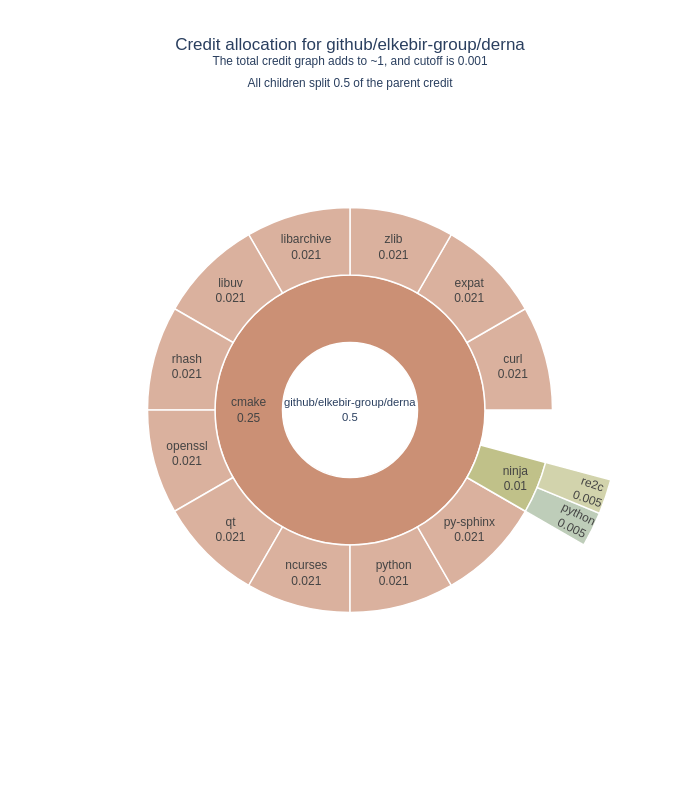 Credit allocation for github/elkebir-group/derna
The total credit graph adds to ~1, and cutoff is 0.001
All children split 0.5 of the parent credit
libarchive
0.021
zlib
0.021
libuv
0.021
expat
0.021
rhash
0.021
curl
0.021
cmake
0.25
github/elkebir-group/derna
0.5
openssl
0.021
ninja
0.01
re2c
0.005
python
0.005
qt
0.021
py-sphinx
0.021
ncurses
0.021
python
0.021